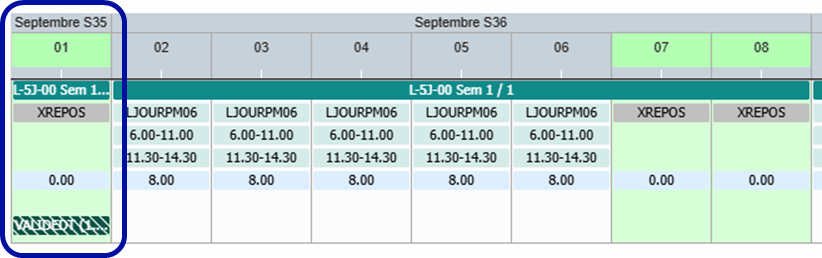 Septembre S35 Septembre S36
01 02 03 04 05 06 07 08
L-5J-00 Sem 1... L-5J-00 Sem 1 / 1
XREPOS LJOURPM06 LJOURPM06 LJOURPM06 LJOURPM06 LJOURPM06 XREPOS XREPOS
6.00-11.00 6.00-11.00 6.00-11.00 6.00-11.00 6.00-11.00
11.30-14.30 11.30-14.30 11.30-14.30 11.30-14.30 11.30-14.30
0.00 8.00 8.00 8.00 8.00 8.00 0.00 0.00